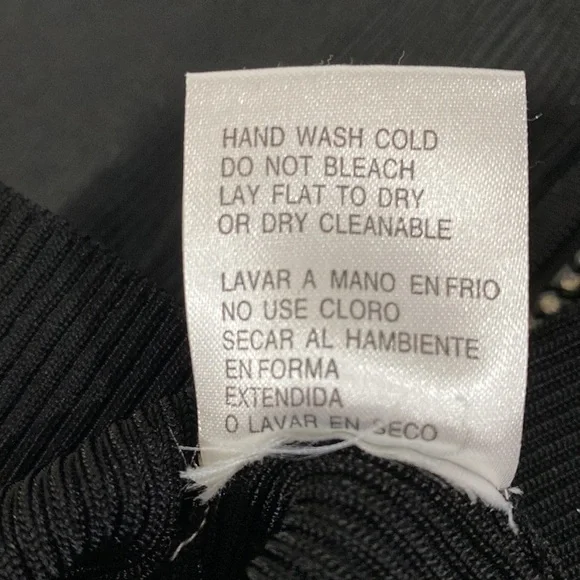 HAND WASH COLD
DO NOT BLEACH
LAY FLAT TO DRY
OR DRY CLEANABLE
LAVAR A MANO EN FRIO
NO USE CLORO
SECAR AL HAMBIENTE
EN FORMA
EXTENDIDA
O LAVAR EN SECO